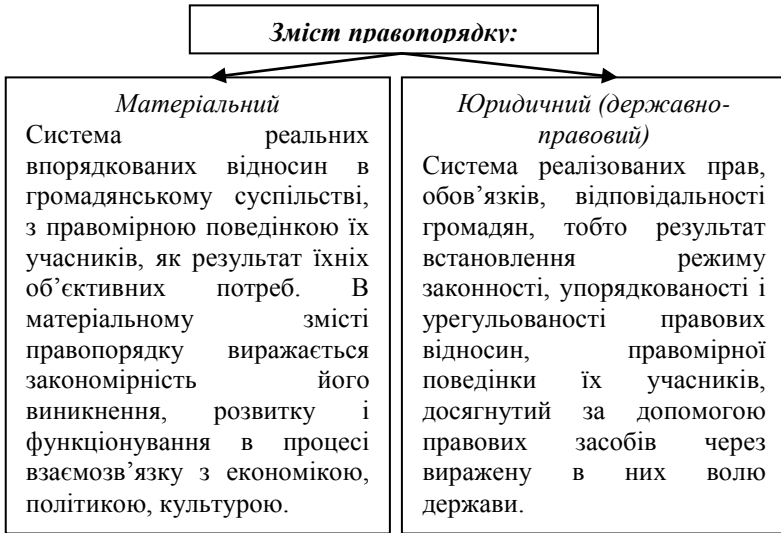 Зміст правопорядку:
Матеріальний
Система реальних
впорядкованих відносин в
громадянському суспільстві,
з правомірною поведінкою їх
учасників, як результат їхніх
об’єктивних потреб. В
матеріальному змісті
правопорядку виражається
закономірність його
виникнення, розвитку і
функціонування в процесі
взаємозв’язку з економікою,
політикою, культурою.
Юридичний (державно-
правовий)
Система реалізованих прав,
обов’язків, відповідальності
громадян, тобто результат
встановлення режиму
законності, упорядкованості і
урегульованості правових
відносин, правомірної
поведінки їх учасників,
досягнутий за допомогою
правових засобів через
виражену в них волю
держави.